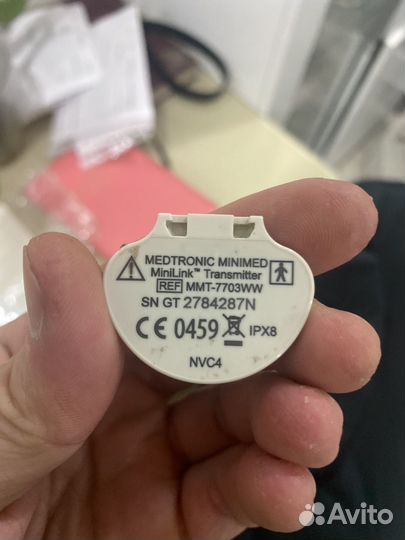 MEDTRONIC MINIMED
MiniLink™ Transmitter
REF MMT-7703WW
SN GT 2784287N
CE 0459 IPX8
NVC4
Avito